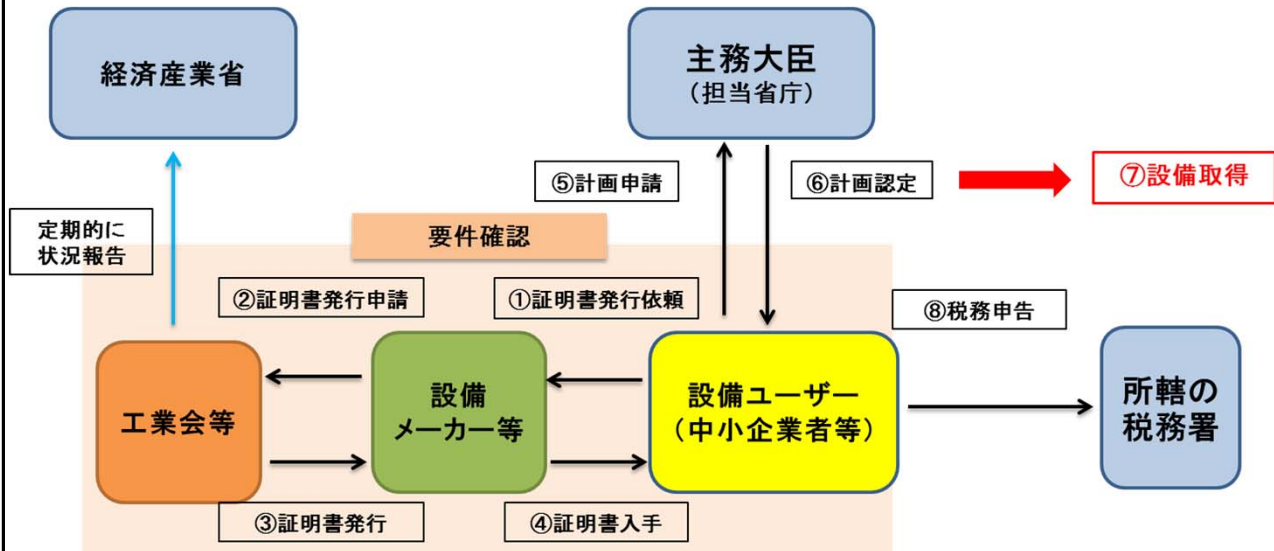 経済産業省
主務大臣
（担当省庁）
⑤計画申請
⑥計画認定
⑦設備取得
定期的に
状況報告
要件確認
②証明書発行申請
①証明書発行依頼
⑧税務申告
工業会等
設備
メーカー等
設備ユーザー
（中小企業者等）
所轄の
税務署
③証明書発行
④証明書入手